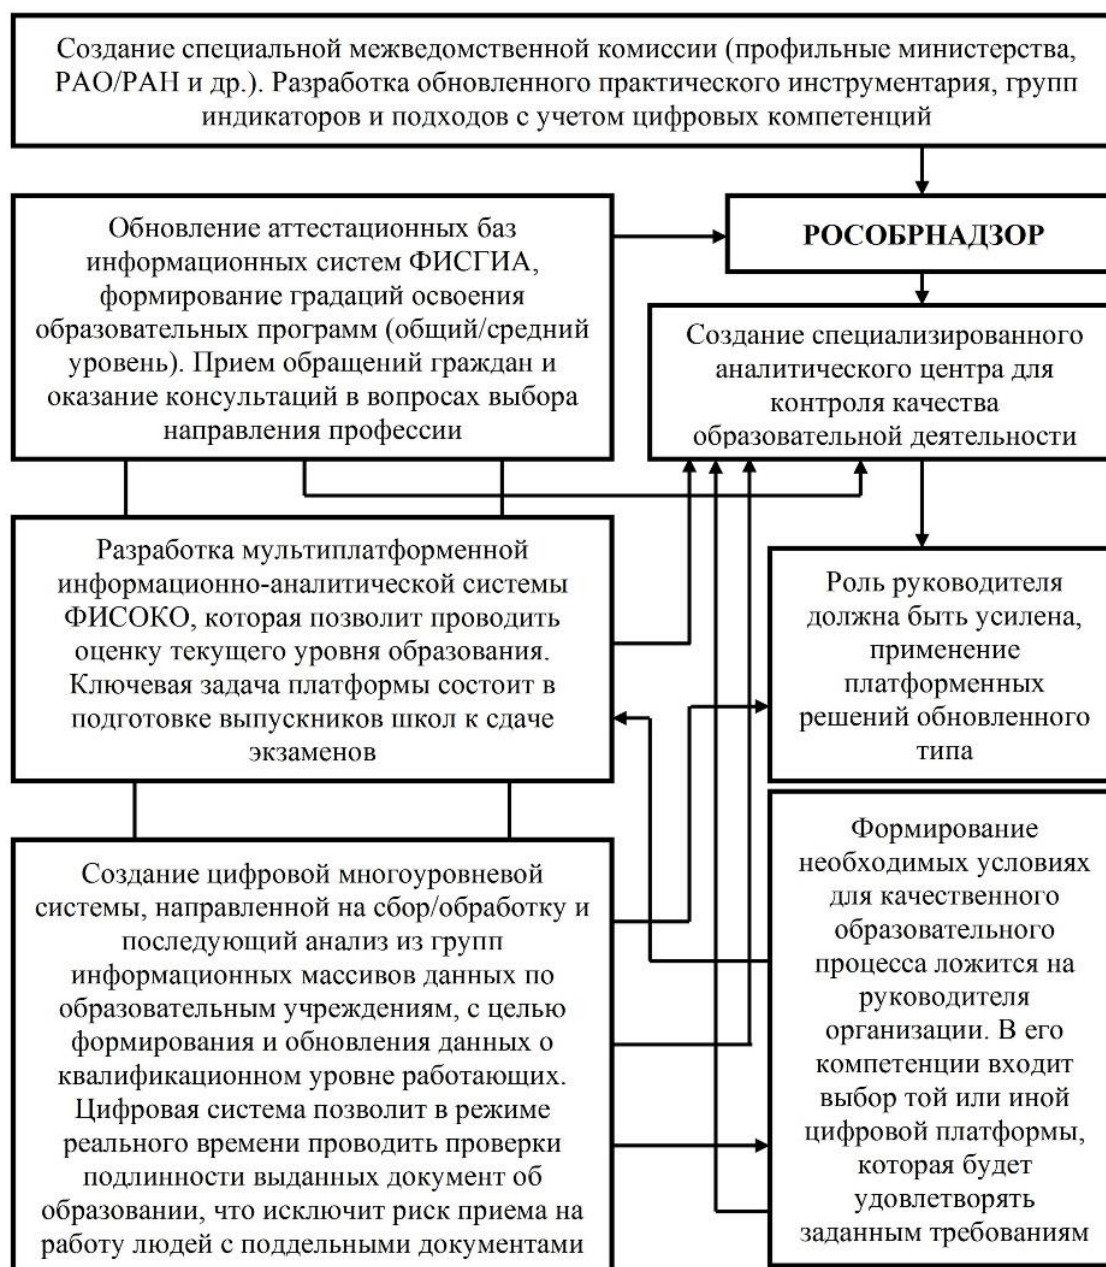 Создание специальной межведомственной комиссии (профильные министерства,
РАО/РАН и др.). Разработка обновленного практического инструментария, групп
индикаторов и подходов с учетом цифровых компетенций
Обновление аттестационных баз
информационных систем ФИСГИА,
формирование градаций освоения
образовательных программ (общий/средний
уровень). Прием обращений граждан и
оказание консультаций в вопросах выбора
направления профессии
РОСОБРНАДЗОР
Создание специализированного
аналитического центра для
контроля качества
образовательной деятельности
Разработка мультиплатформенной
информационно-аналитической системы
ФИСОКО, которая позволит проводить
оценку текущего уровня образования.
Ключевая задача платформы состоит в
подготовке выпускников школ к сдаче
экзаменов
Роль руководителя
должна быть усилена,
применение
платформенных
решений обновленного
типа
Создание цифровой многоуровневой
системы, направленной на сбор/обработку и
последующий анализ из групп
информационных массивов данных по
образовательным учреждениям, с целью
формирования и обновления данных о
квалификационном уровне работающих.
Цифровая система позволит в режиме
реального времени проводить проверки
подлинности выданных документ об
образовании, что исключит риск приема на
работу людей с поддельными документами
Формирование
необходимых условиях
для качественного
образовательного
процесса ложится на
руководителя
организации. В его
компетенции входит
выбор той или иной
цифровой платформы,
которая будет
удовлетворять
заданным требованиям